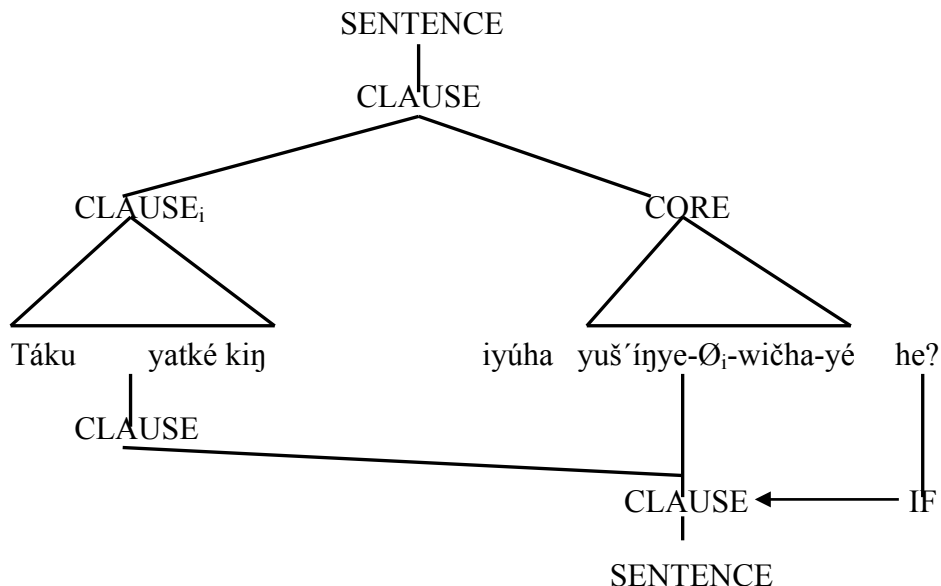 SENTENCE
CLAUSE
CLAUSEᵢ CORE
Táku yatké kiŋ iyúha yuš´íŋye-Øᵢ-wičha-yé he?
CLAUSE
CLAUSE IF
SENTENCE